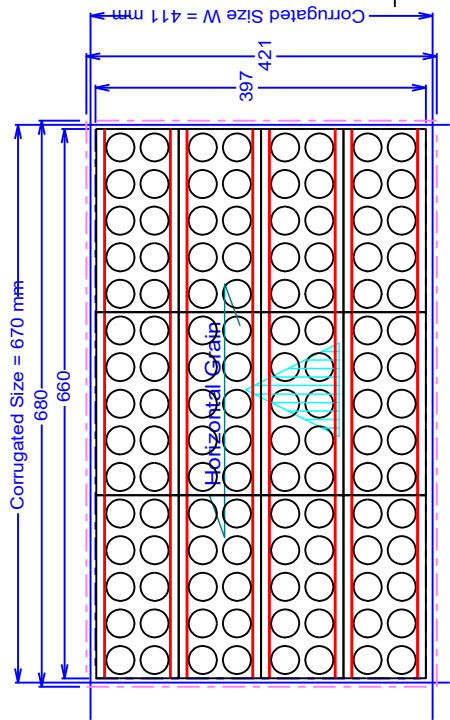 Corrugated Size W = 411 mm
421
397
Corrugated Size = 670 mm
680
660
Horizontal Grain